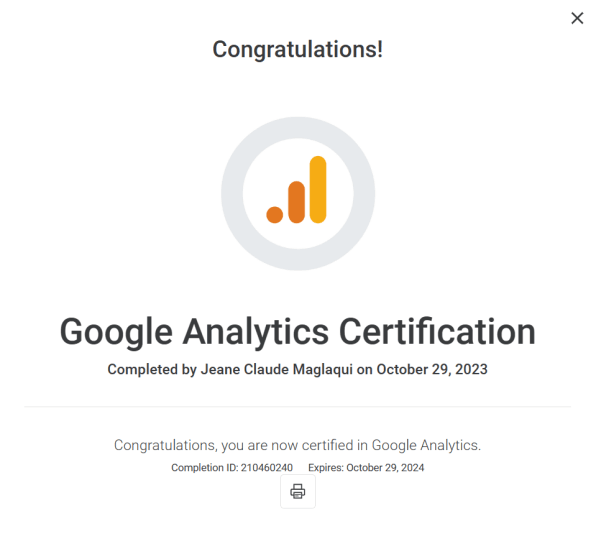 Congratulations!
Google Analytics Certification
Completed by Jeane Claude Maglaqui on October 29, 2023
Congratulations, you are now certified in Google Analytics.
Completion ID: 210460240 Expires: October 29, 2024